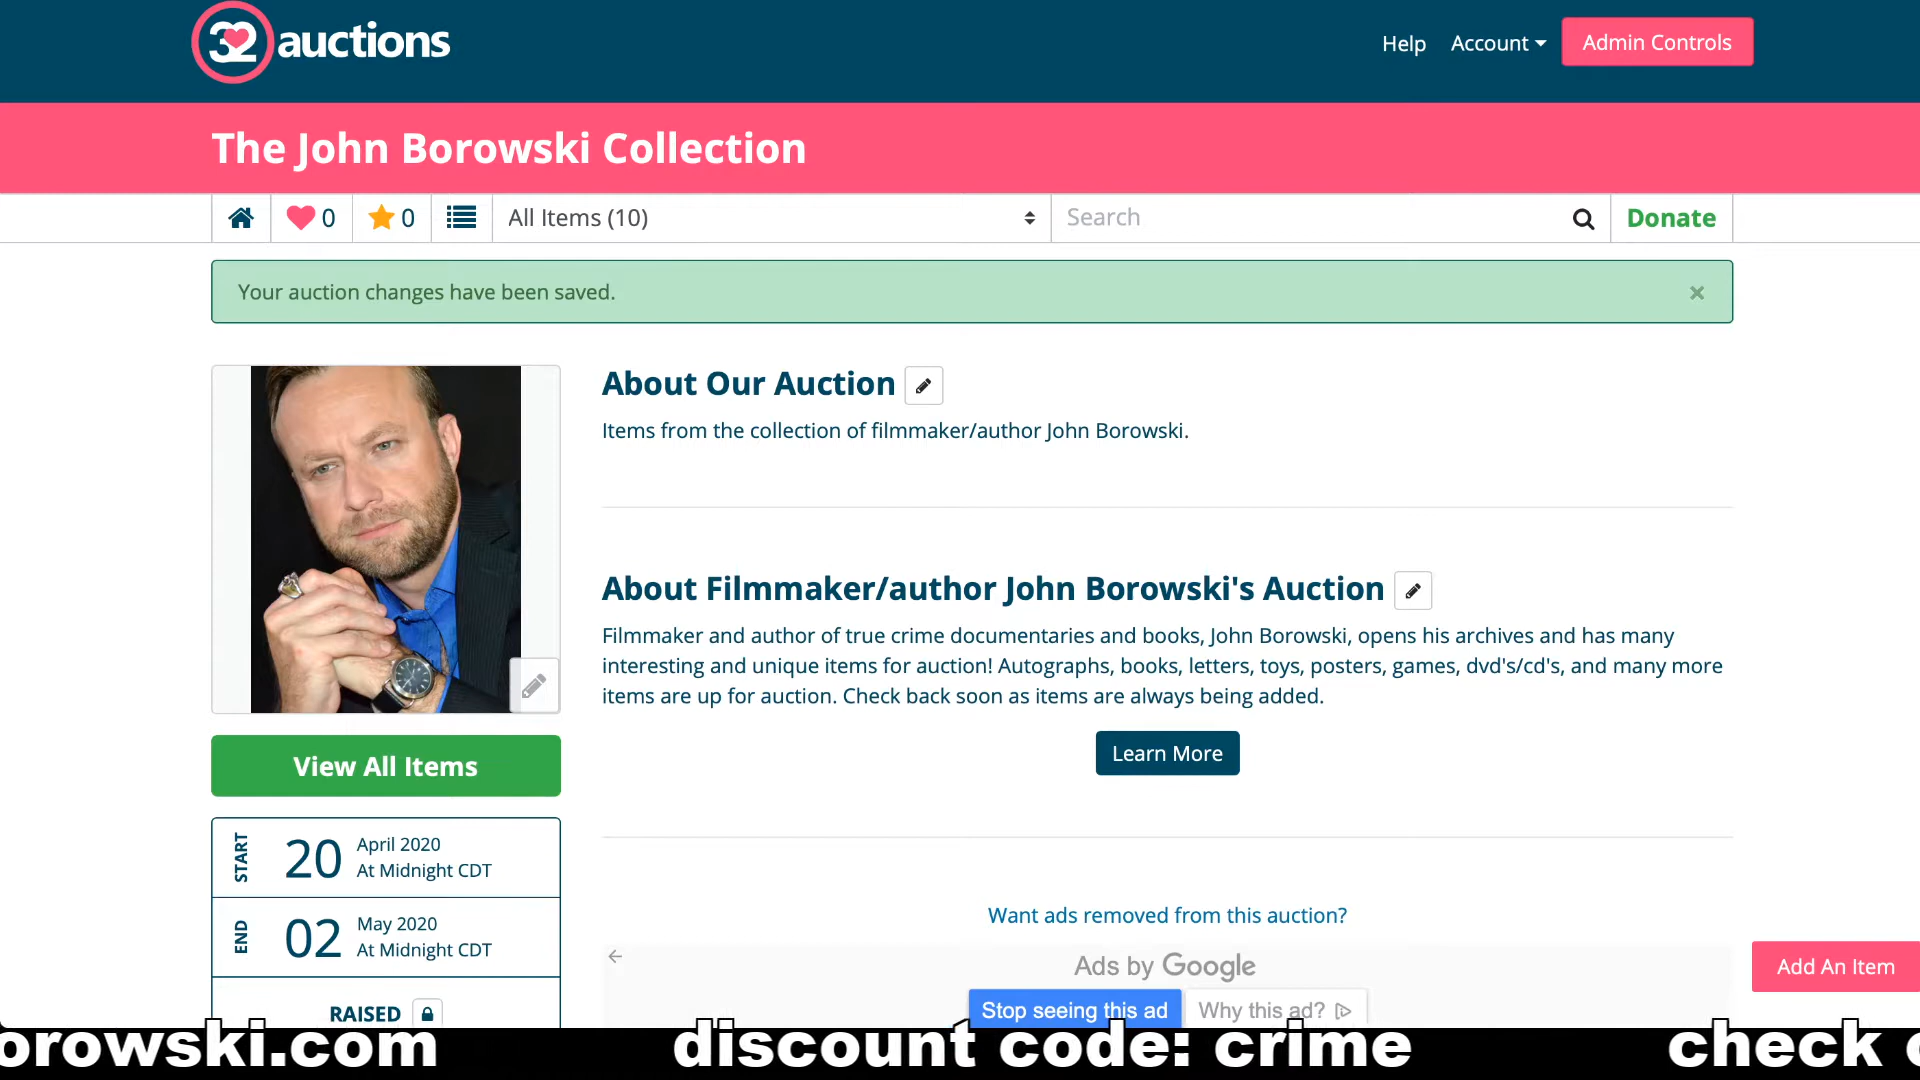 32 auctions
Help Account Admin Controls
The John Borowski Collection
0 0 All Items (10) Search Donate
Your auction changes have been saved. ×
About Our Auction
Items from the collection of filmmaker/author John Borowski.
About Filmmaker/author John Borowski's Auction
Filmmaker and author of true crime documentaries and books, John Borowski, opens his archives and has many
interesting and unique items for auction! Autographs, books, letters, toys, posters, games, dvd's/cd's, and many more
items are up for auction. Check back soon as items are always being added.
Learn More
View All Items
START 20 April 2020
At Midnight CDT
END 02 May 2020
At Midnight CDT
RAISED
Want ads removed from this auction?
Ads by Google
Stop seeing this ad Why this ad?
Add An Item
orowski.com discount code: crime check